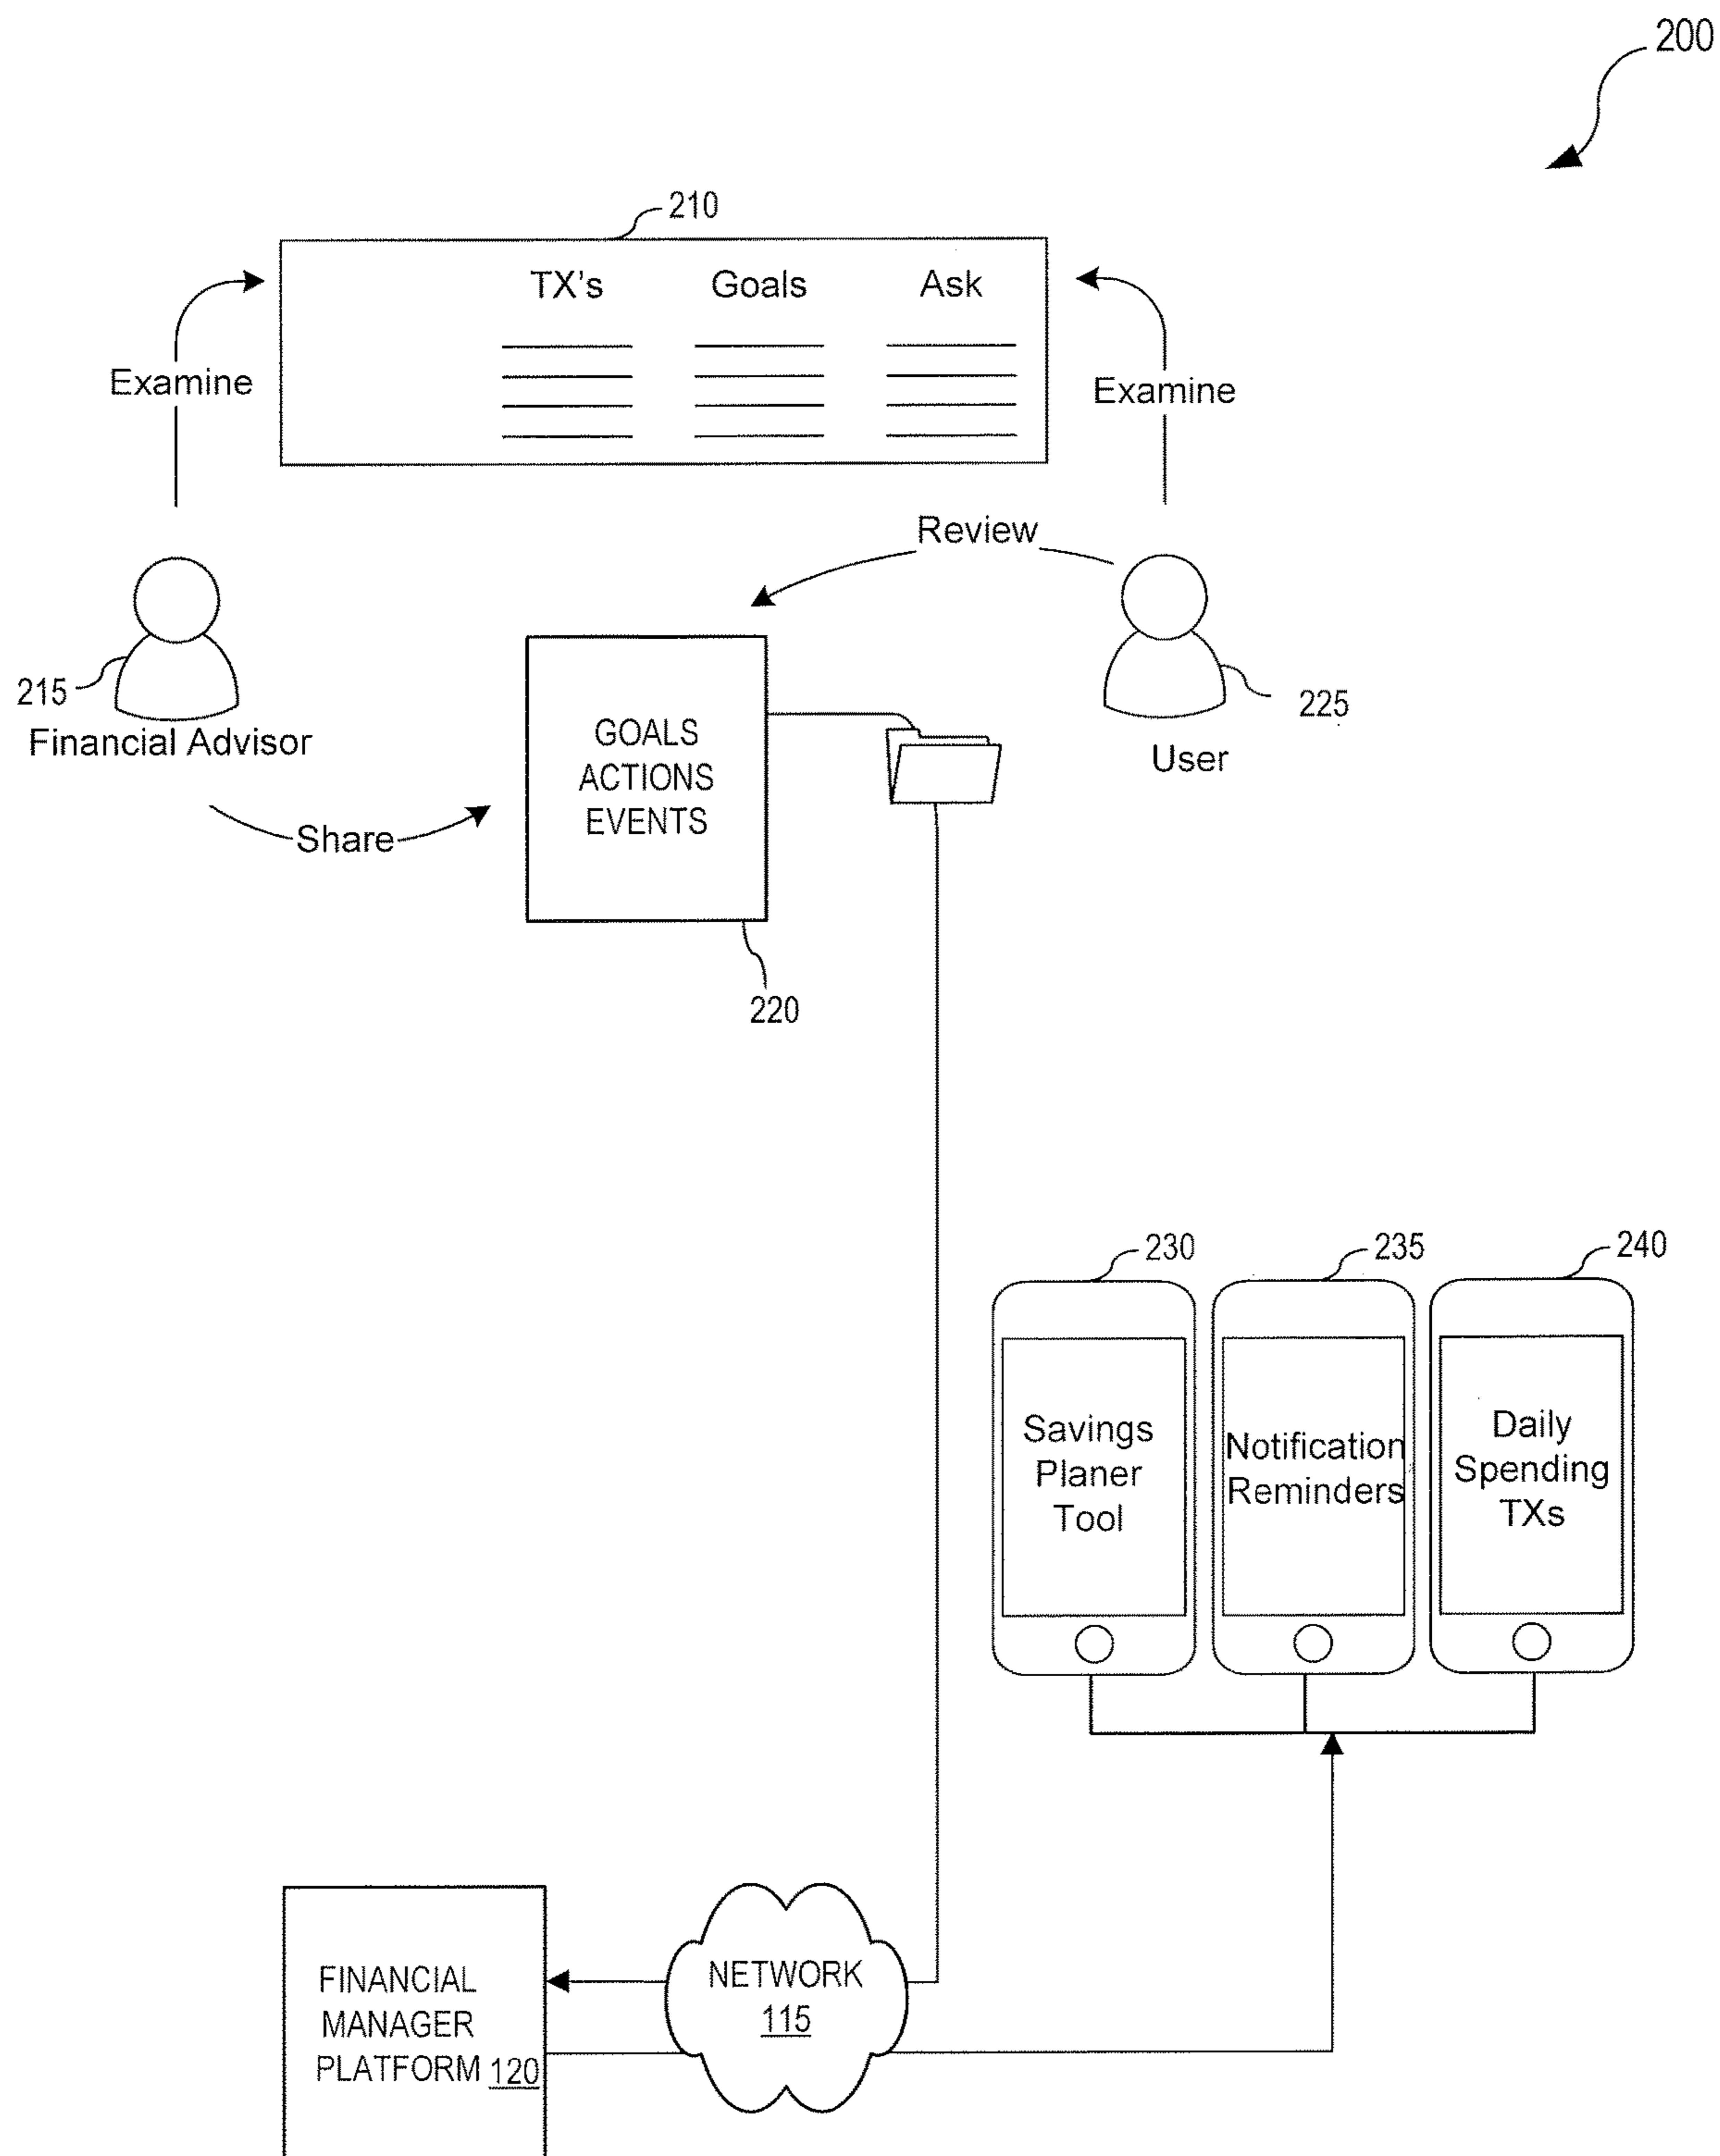 200
210
TX's Goals Ask
Examine
Examine
Review
215
Financial Advisor
225
User
GOALS
ACTIONS
EVENTS
Share
220
230
235
240
Savings
Planer
Tool
Notification
Reminders
Daily
Spending
TXs
NETWORK
115
FINANCIAL
MANAGER
PLATFORM 120